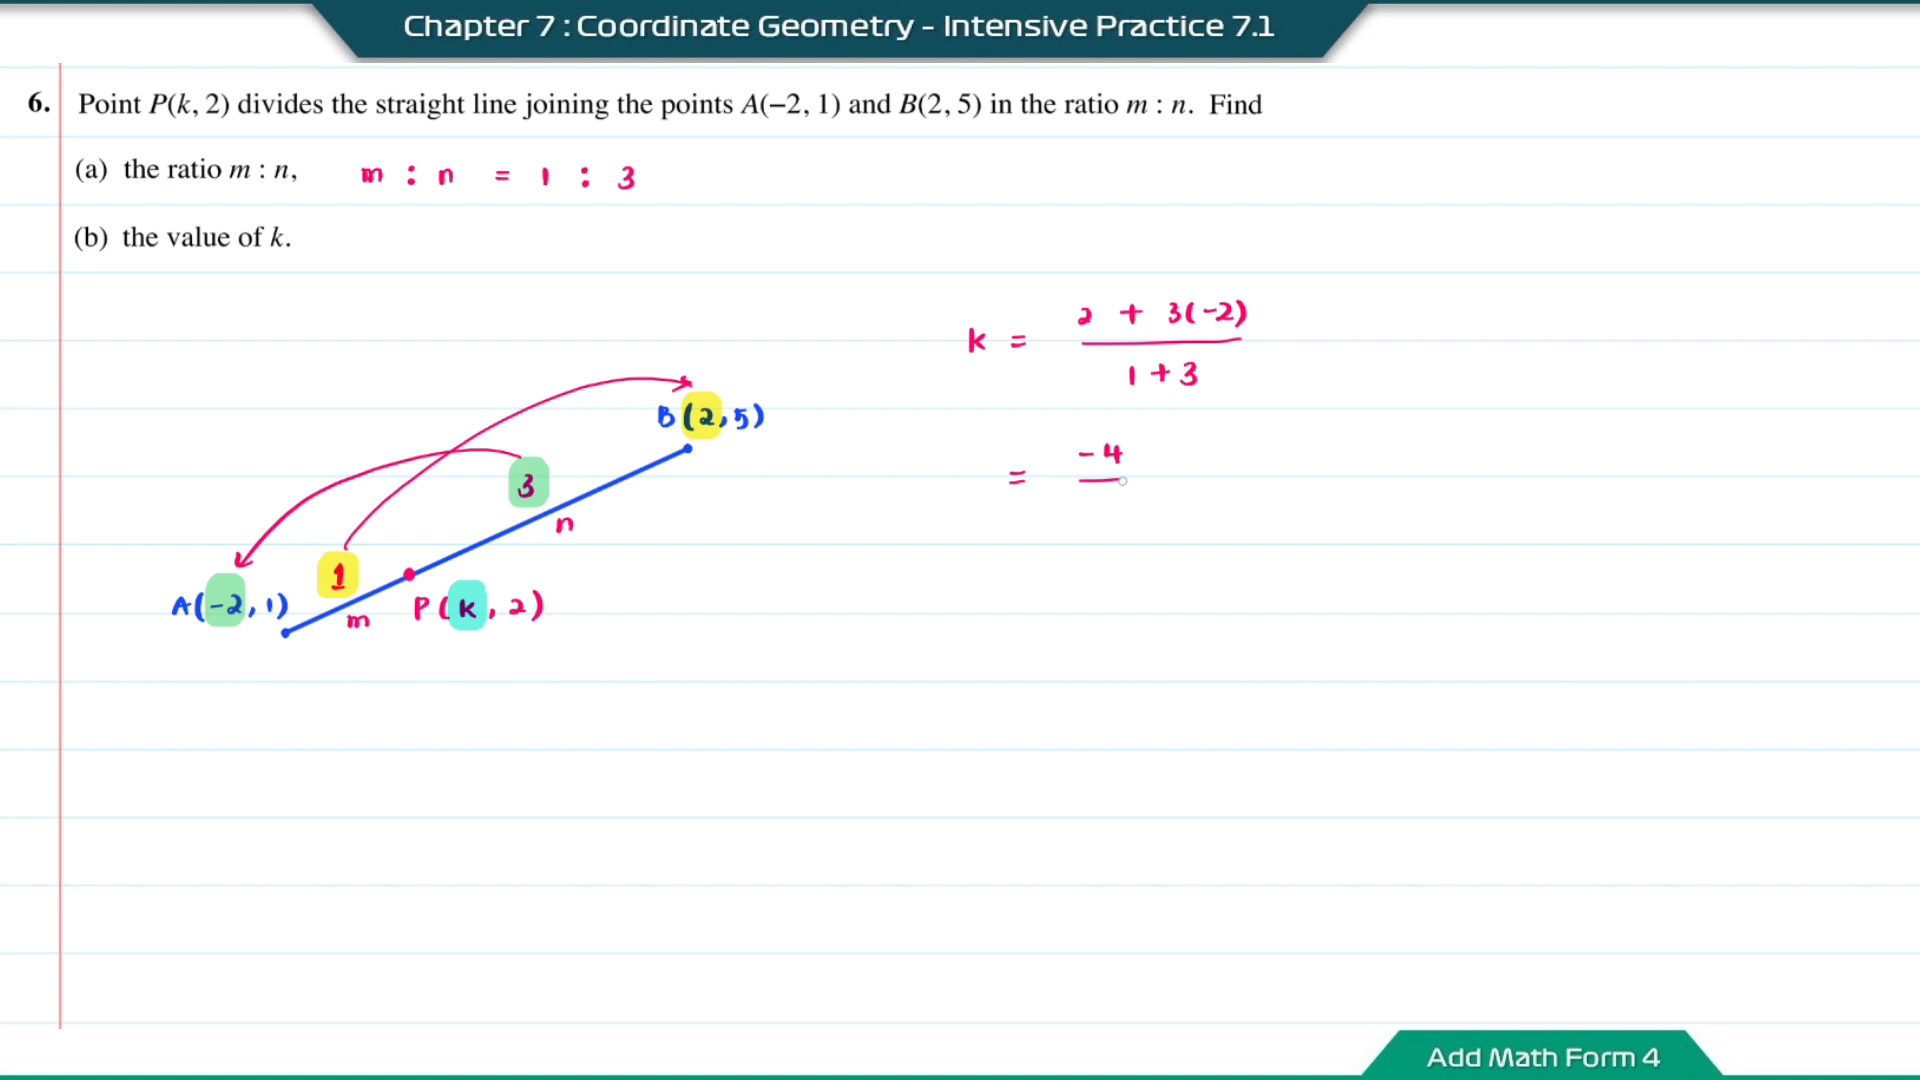 Chapter 7 : Coordinate Geometry - Intensive Practice 7.1
6. Point P(k, 2) divides the straight line joining the points A(−2, 1) and B(2, 5) in the ratio m : n. Find
(a) the ratio m : n, m : n = 1 : 3
(b) the value of k.
k = 2 + 3(-2)
1 + 3
= -4
B(2, 5)
3
n
1
A(-2, 1)
m
P(k, 2)
Add Math Form 4